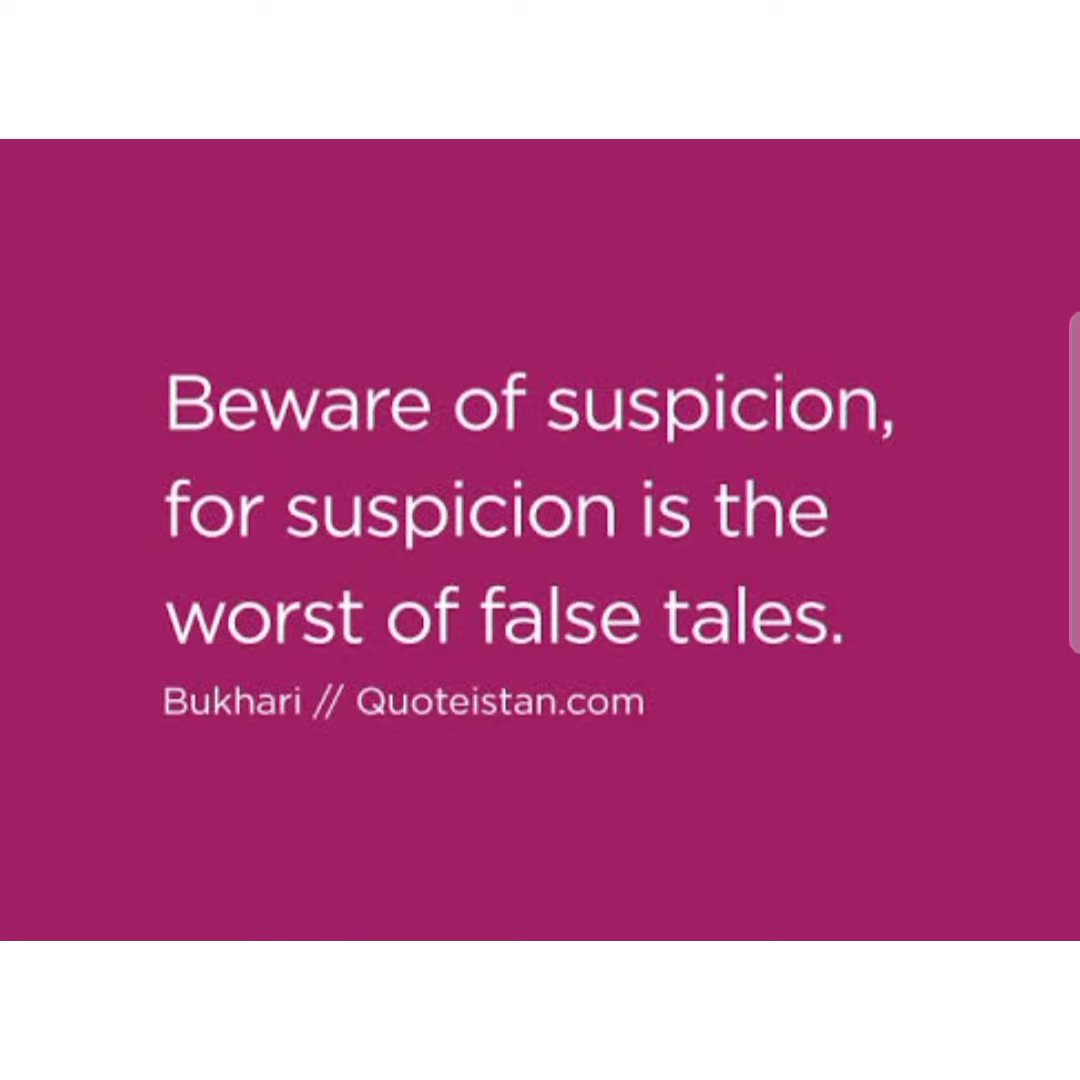 Beware of suspicion,
for suspicion is the
worst of false tales.
Bukhari // Quoteistan.com